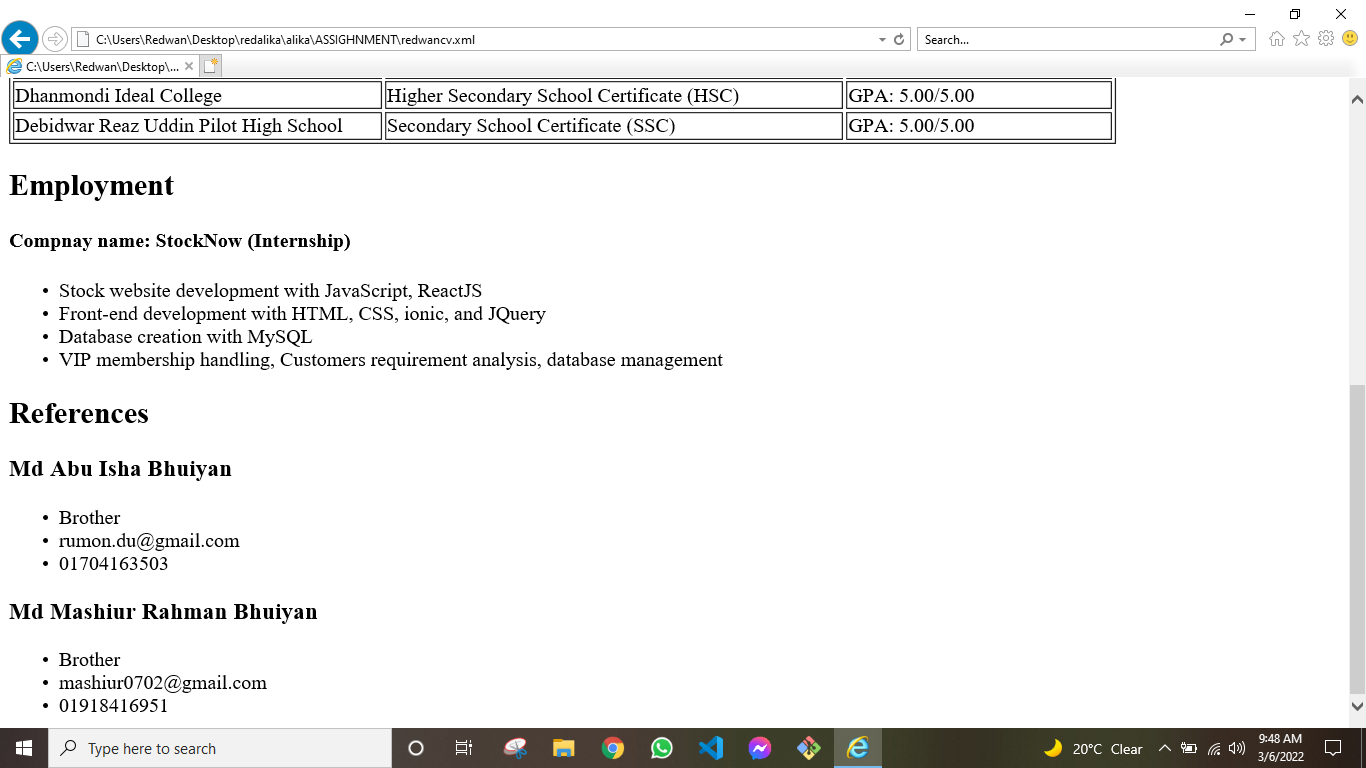 C:\Users\Redwan\Desktop\redalika\alika\ASSIGHNMENT\redwancv.xml
Search...
C:\Users\Redwan\Desktop\...
Dhanmondi Ideal College Higher Secondary School Certificate (HSC) GPA: 5.00/5.00
Debidwar Reaz Uddin Pilot High School Secondary School Certificate (SSC) GPA: 5.00/5.00
Employment
Compnay name: StockNow (Internship)
• Stock website development with JavaScript, ReactJS
• Front-end development with HTML, CSS, ionic, and JQuery
• Database creation with MySQL
• VIP membership handling, Customers requirement analysis, database management
References
Md Abu Isha Bhuiyan
• Brother
• rumon.du@gmail.com
• 01704163503
Md Mashiur Rahman Bhuiyan
• Brother
• mashiur0702@gmail.com
• 01918416951
Type here to search
20°C Clear
9:48 AM
3/6/2022